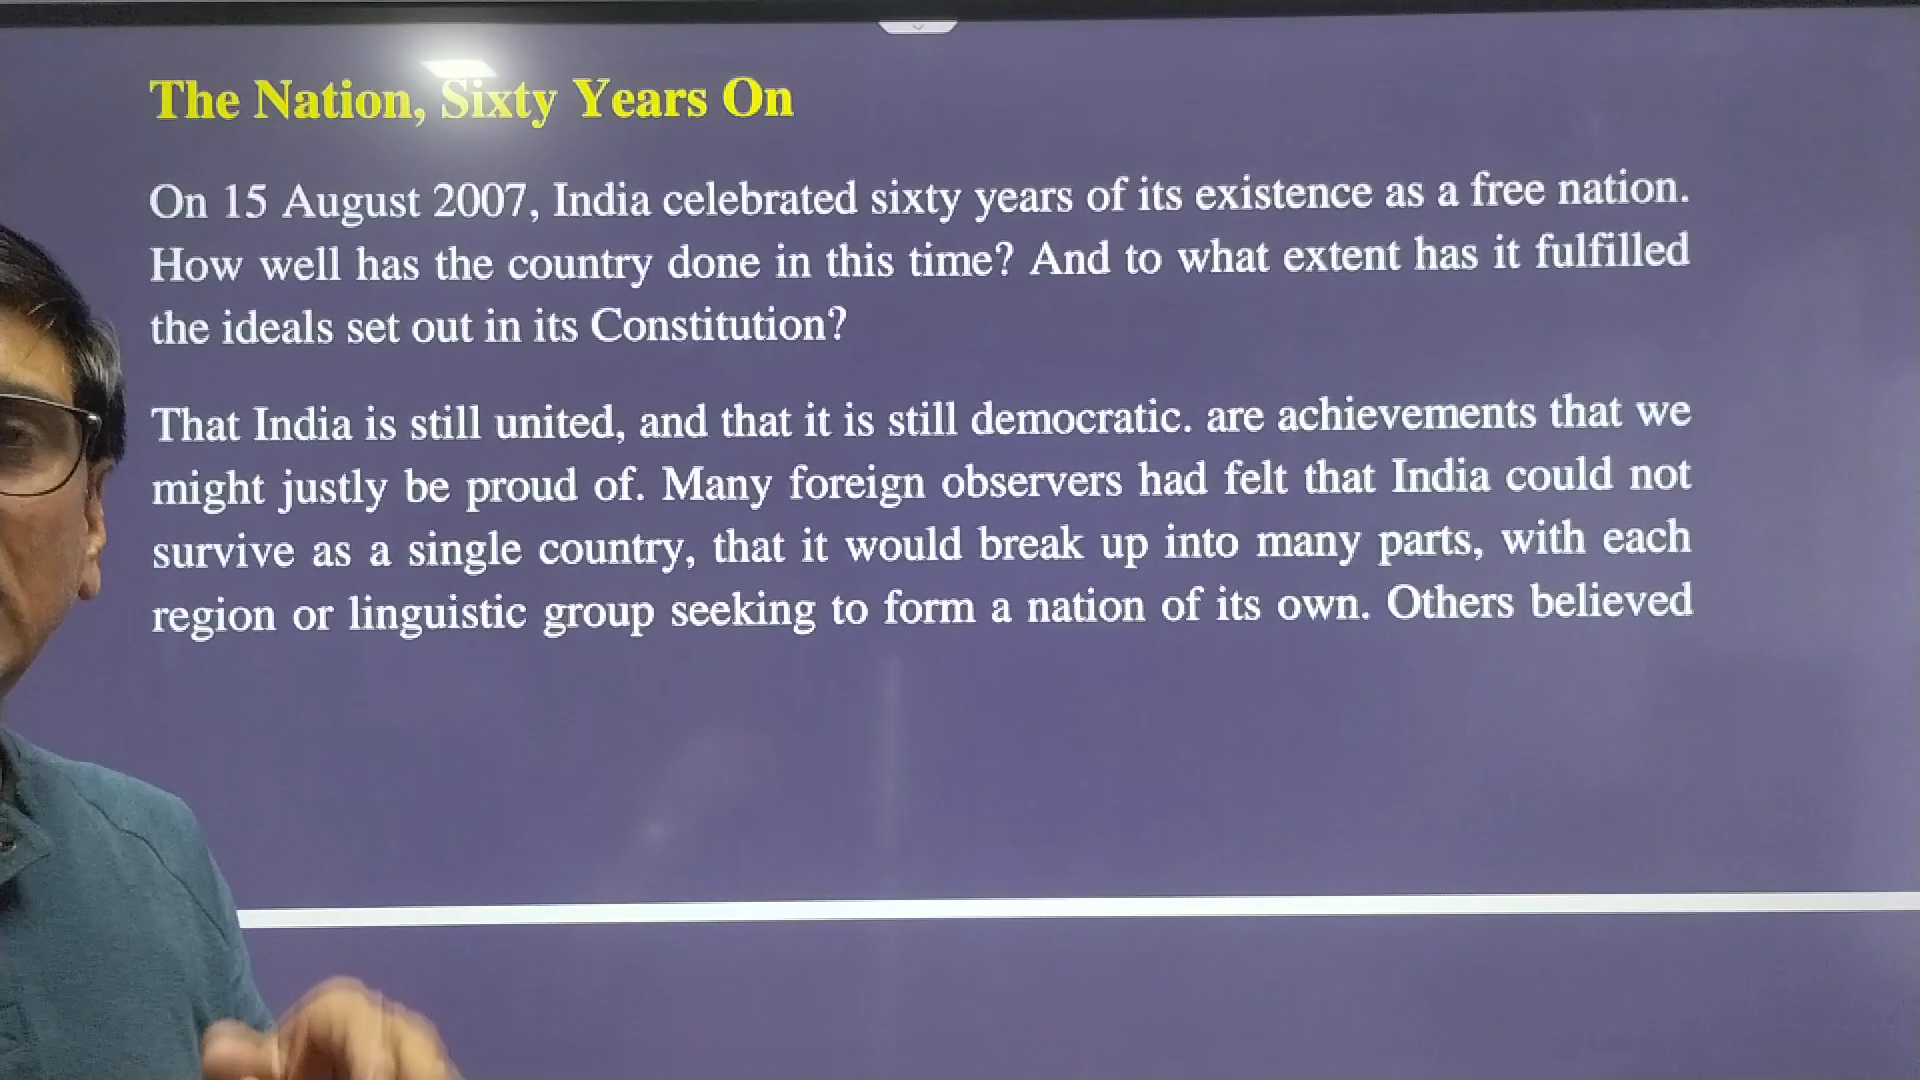 The Nation, Sixty Years On
On 15 August 2007, India celebrated sixty years of its existence as a free nation.
How well has the country done in this time? And to what extent has it fulfilled
the ideals set out in its Constitution?
That India is still united, and that it is still democratic. are achievements that we
might justly be proud of. Many foreign observers had felt that India could not
survive as a single country, that it would break up into many parts, with each
region or linguistic group seeking to form a nation of its own. Others believed